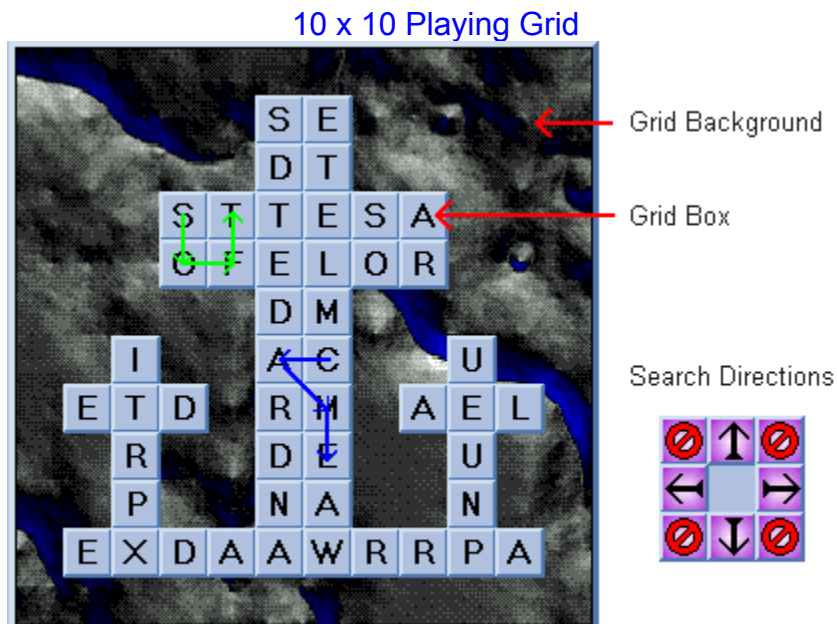 10 x 10 Playing Grid
S E
Grid Background
D T
S T T E S A
Grid Box
O F E L O R
D M
I A C U
Search Directions
E T D R M A E L
R D E U
P N A N
E X D A A W R R P A